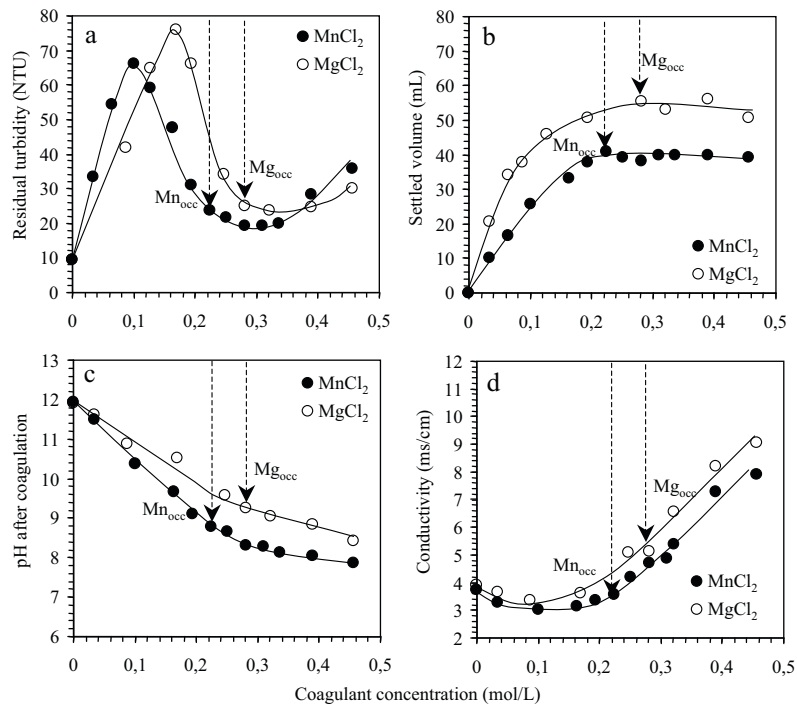 a
MnCl2
MgCl2
Mnocc
Mgocc
Residual turbidity (NTU)
80
70
60
50
40
30
20
10
0
0 0,1 0,2 0,3 0,4 0,5
b
Mgocc
Mnocc
MnCl2
MgCl2
Settled volume (mL)
80
70
60
50
40
30
20
10
0
0 0,1 0,2 0,3 0,4 0,5
c
MnCl2
MgCl2
Mgocc
Mnocc
pH after coagulation
12
11
10
9
8
7
6
0 0,1 0,2 0,3 0,4 0,5
d
Mgocc
Mnocc
MnCl2
MgCl2
Conductivity (ms/cm)
12
11
10
9
8
7
6
5
4
3
2
0 0,1 0,2 0,3 0,4 0,5
Coagulant concentration (mol/L)